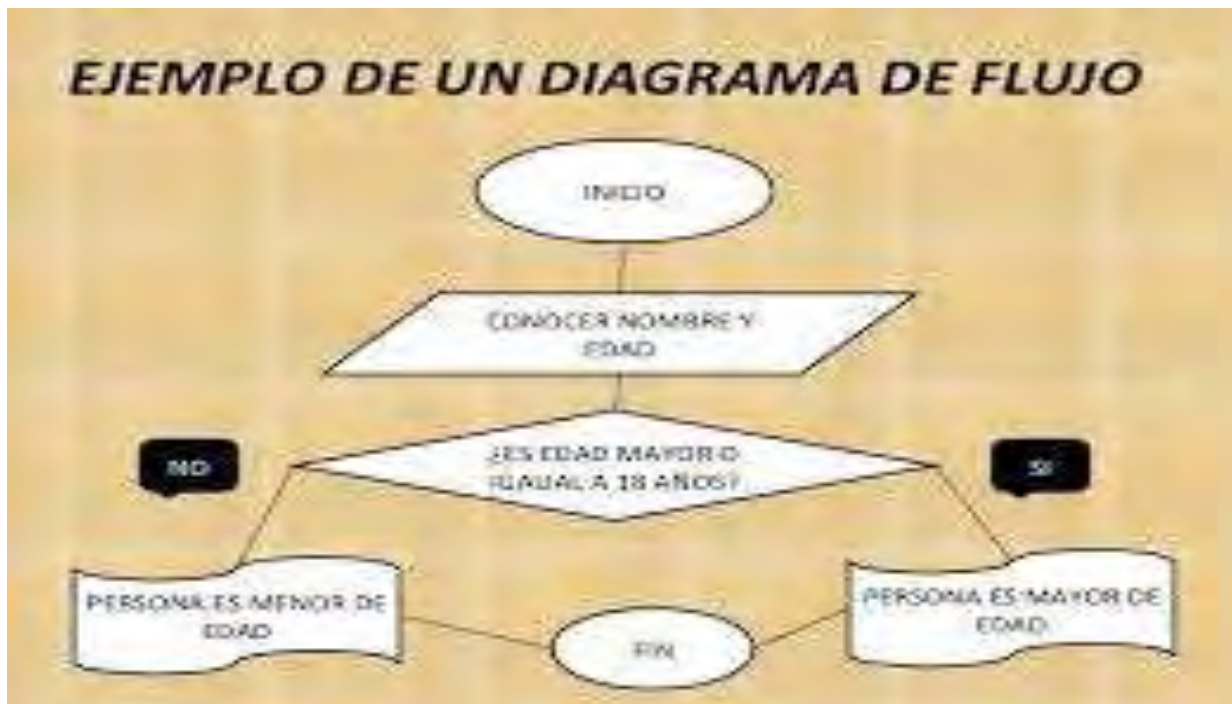 EJEMPLO DE UN DIAGRAMA DE FLUJO
INICIO
CONOCER NOMBRE Y
EDAD
¿ES EDAD MAYOR O
IGAUAL A 18 AÑOS?
NO
SI
PERSONA ES MENOR DE
EDAD
PERSONA ES MAYOR DE
EDAD
FIN